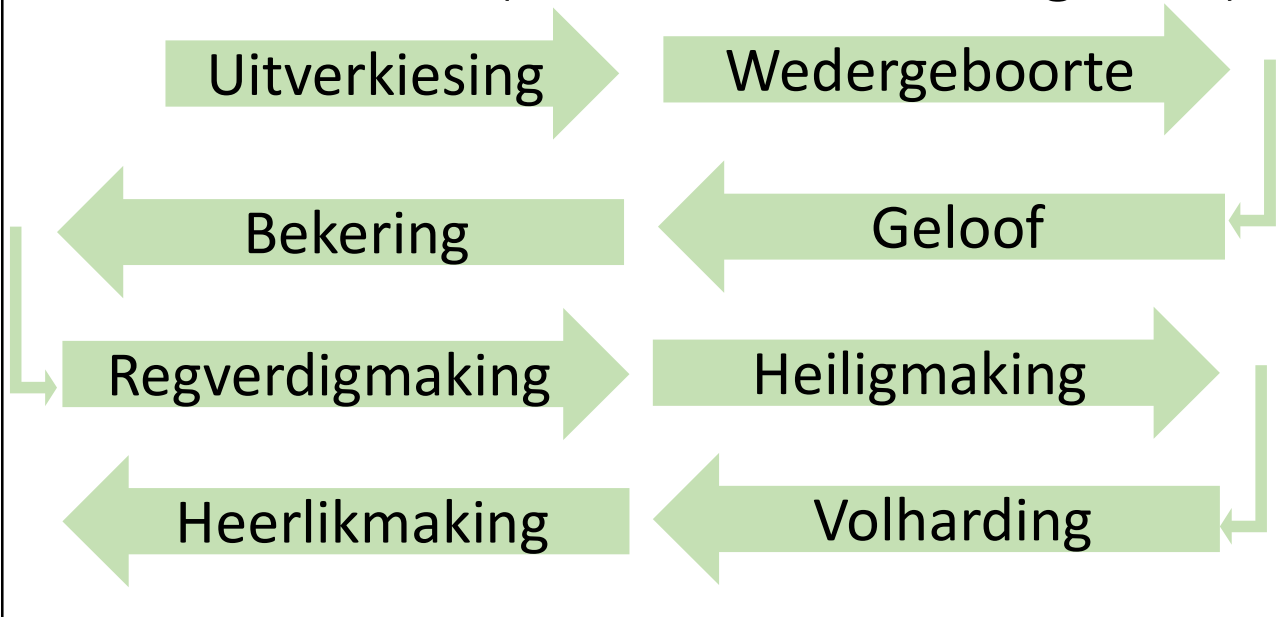 Uitverkiesing Wedergeboorte
Bekering Geloof
Regverdigmaking Heiligmaking
Heerlikmaking Volharding